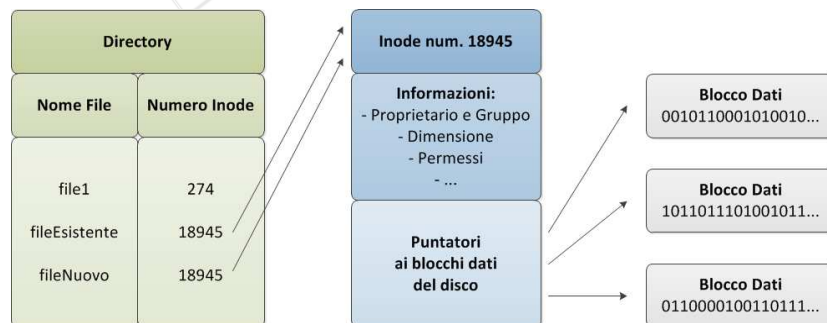 Directory
Nome File
Numero Inode
file1
274
fileEsistente
18945
fileNuovo
18945
Inode num. 18945
Informazioni:
- Proprietario e Gruppo
- Dimensione
- Permessi
- ...
Puntatori
ai blocchi dati
del disco
Blocco Dati
0010110001010010...
Blocco Dati
1011011101001011...
Blocco Dati
0110000100110111...